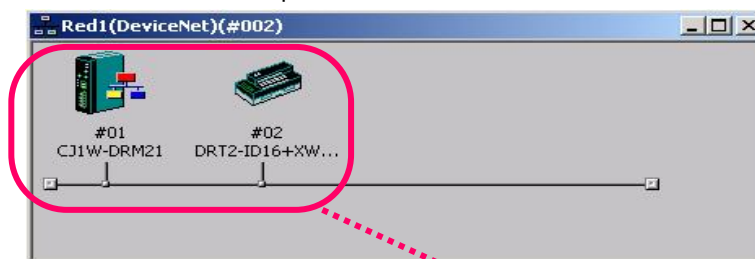 Red1(DeviceNet)(#002)
#01
CJ1W-DRM21
#02
DRT2-ID16+XW...